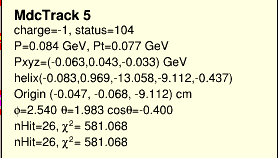 MdcTrack 5
charge=-1, status=104
P=0.084 GeV, Pt=0.077 GeV
Pxyz=(-0.063,0.043,-0.033) GeV
helix(-0.083,0.969,-13.058,-9.112,-0.437)
Origin (-0.047, -0.068, -9.112) cm
ϕ=2.540 θ=1.983 cosθ=-0.400
nHit=26, χ²= 581.068
nHit=26, χ²= 581.068